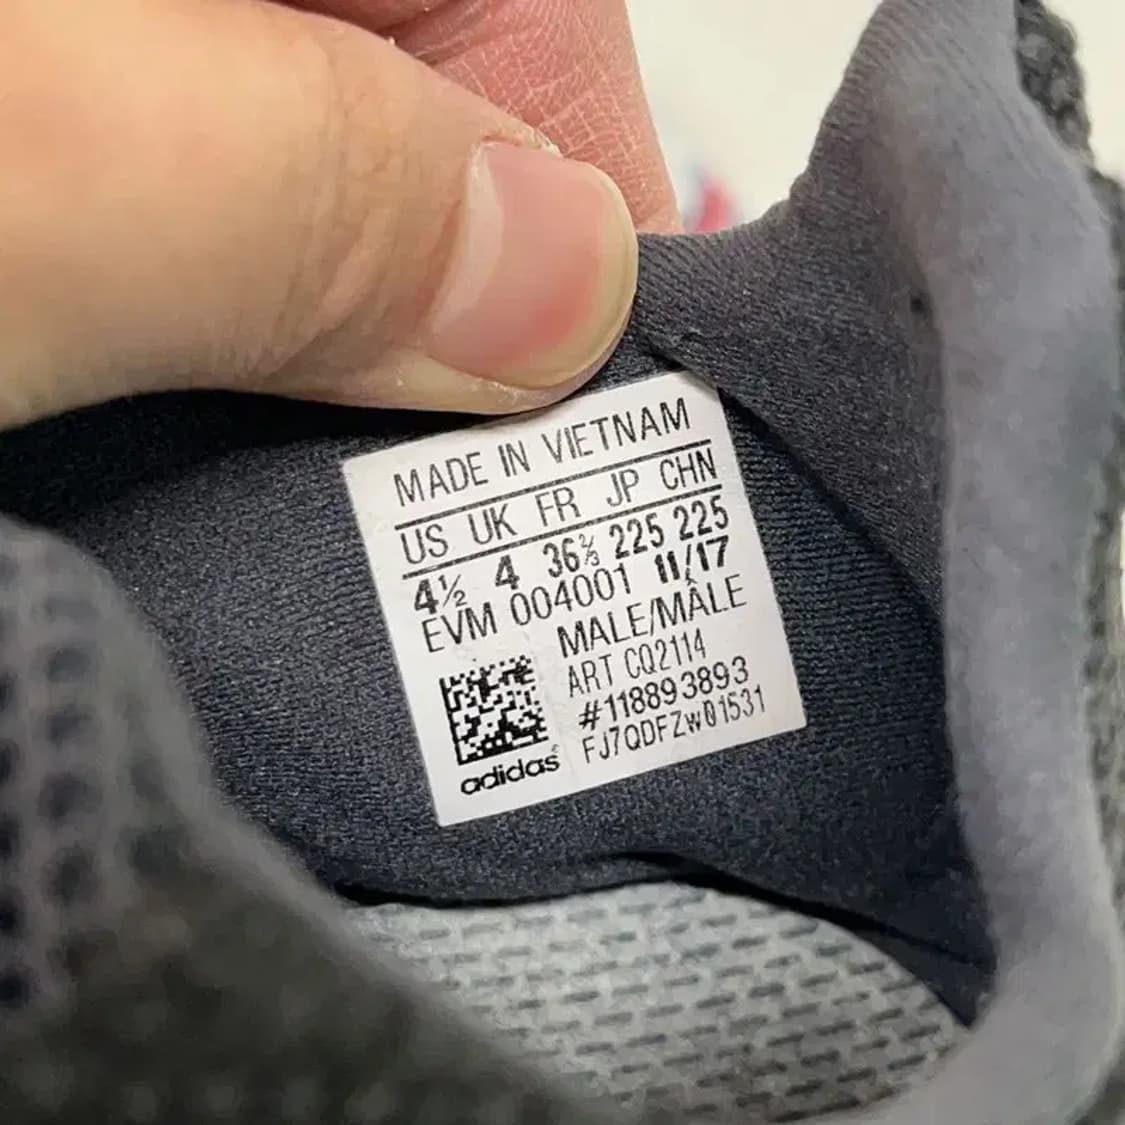 MADE IN VIETNAM
US UK FR JP CHN
4½ 4 36⅔ 225 225
EVM 004001 11/17
MALE/MÂLE
ART CQ2114
#118893893
FJ7QDFZW01531
adidas